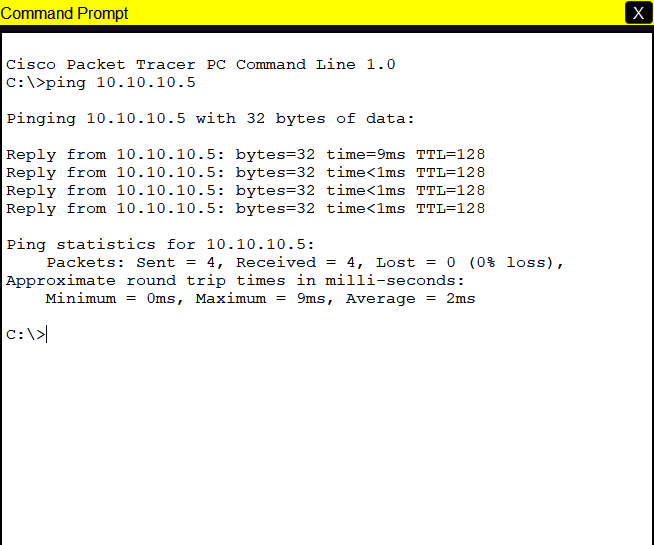 Command Prompt
X
Cisco Packet Tracer PC Command Line 1.0
C:\>ping 10.10.10.5
Pinging 10.10.10.5 with 32 bytes of data:
Reply from 10.10.10.5: bytes=32 time=9ms TTL=128
Reply from 10.10.10.5: bytes=32 time<1ms TTL=128
Reply from 10.10.10.5: bytes=32 time<1ms TTL=128
Reply from 10.10.10.5: bytes=32 time<1ms TTL=128
Ping statistics for 10.10.10.5:
Packets: Sent = 4, Received = 4, Lost = 0 (0% loss),
Approximate round trip times in milli-seconds:
Minimum = 0ms, Maximum = 9ms, Average = 2ms
C:\>